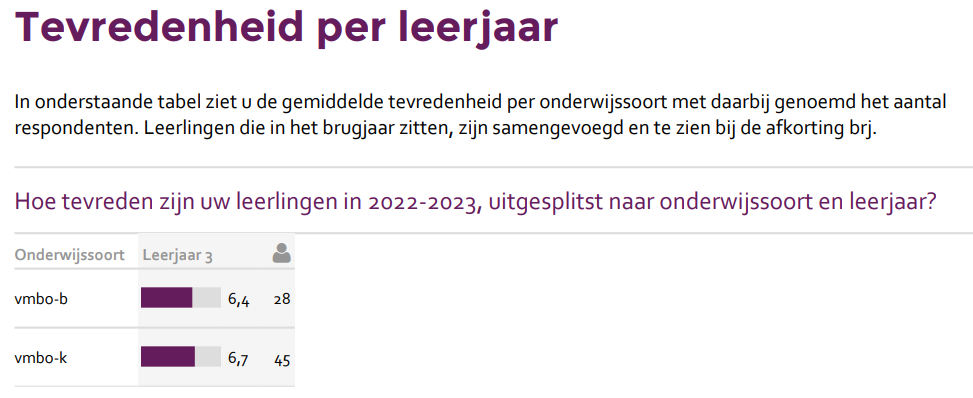 Tevredenheid per leerjaar
In onderstaande tabel ziet u de gemiddelde tevredenheid per onderwijssoort met daarbij genoemd het aantal
respondenten. Leerlingen die in het brugjaar zitten, zijn samengevoegd en te zien bij de afkorting brj.
Hoe tevreden zijn uw leerlingen in 2022-2023, uitgesplitst naar onderwijssoort en leerjaar?
Onderwijssoort Leerjaar 3
vmbo-b 6,4 28
vmbo-k 6,7 45